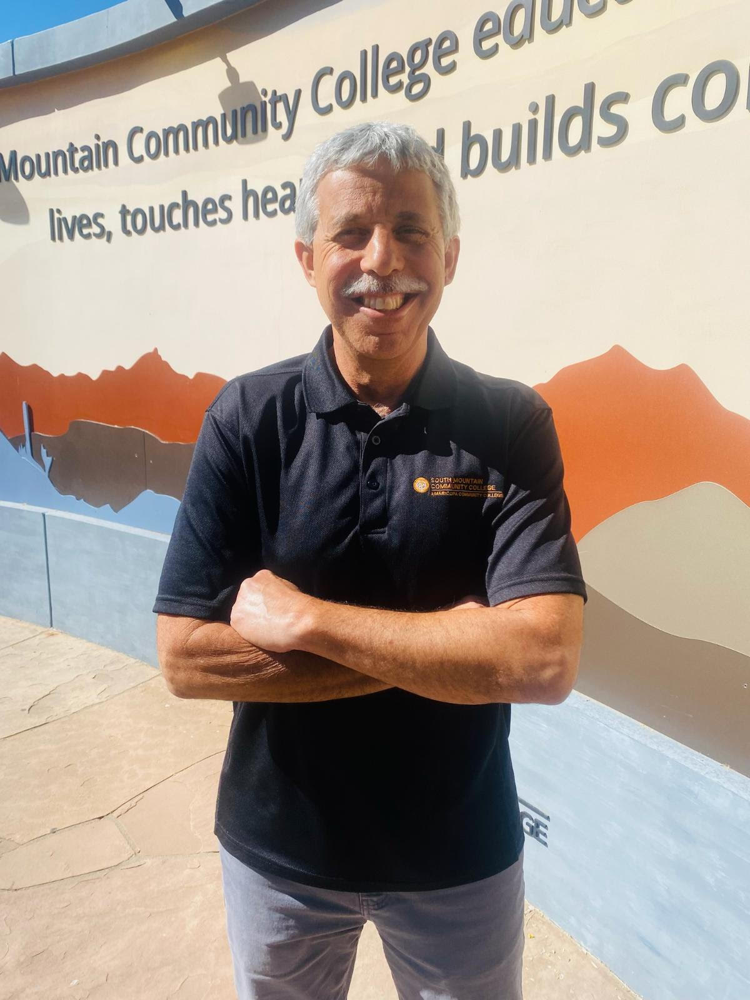 Mountain Community College educ
lives, touches hea d builds co
SOUTH MOUNTAIN
COMMUNITY COLLEGE
A MARICOPA COMMUNITY COLLEGE
GE